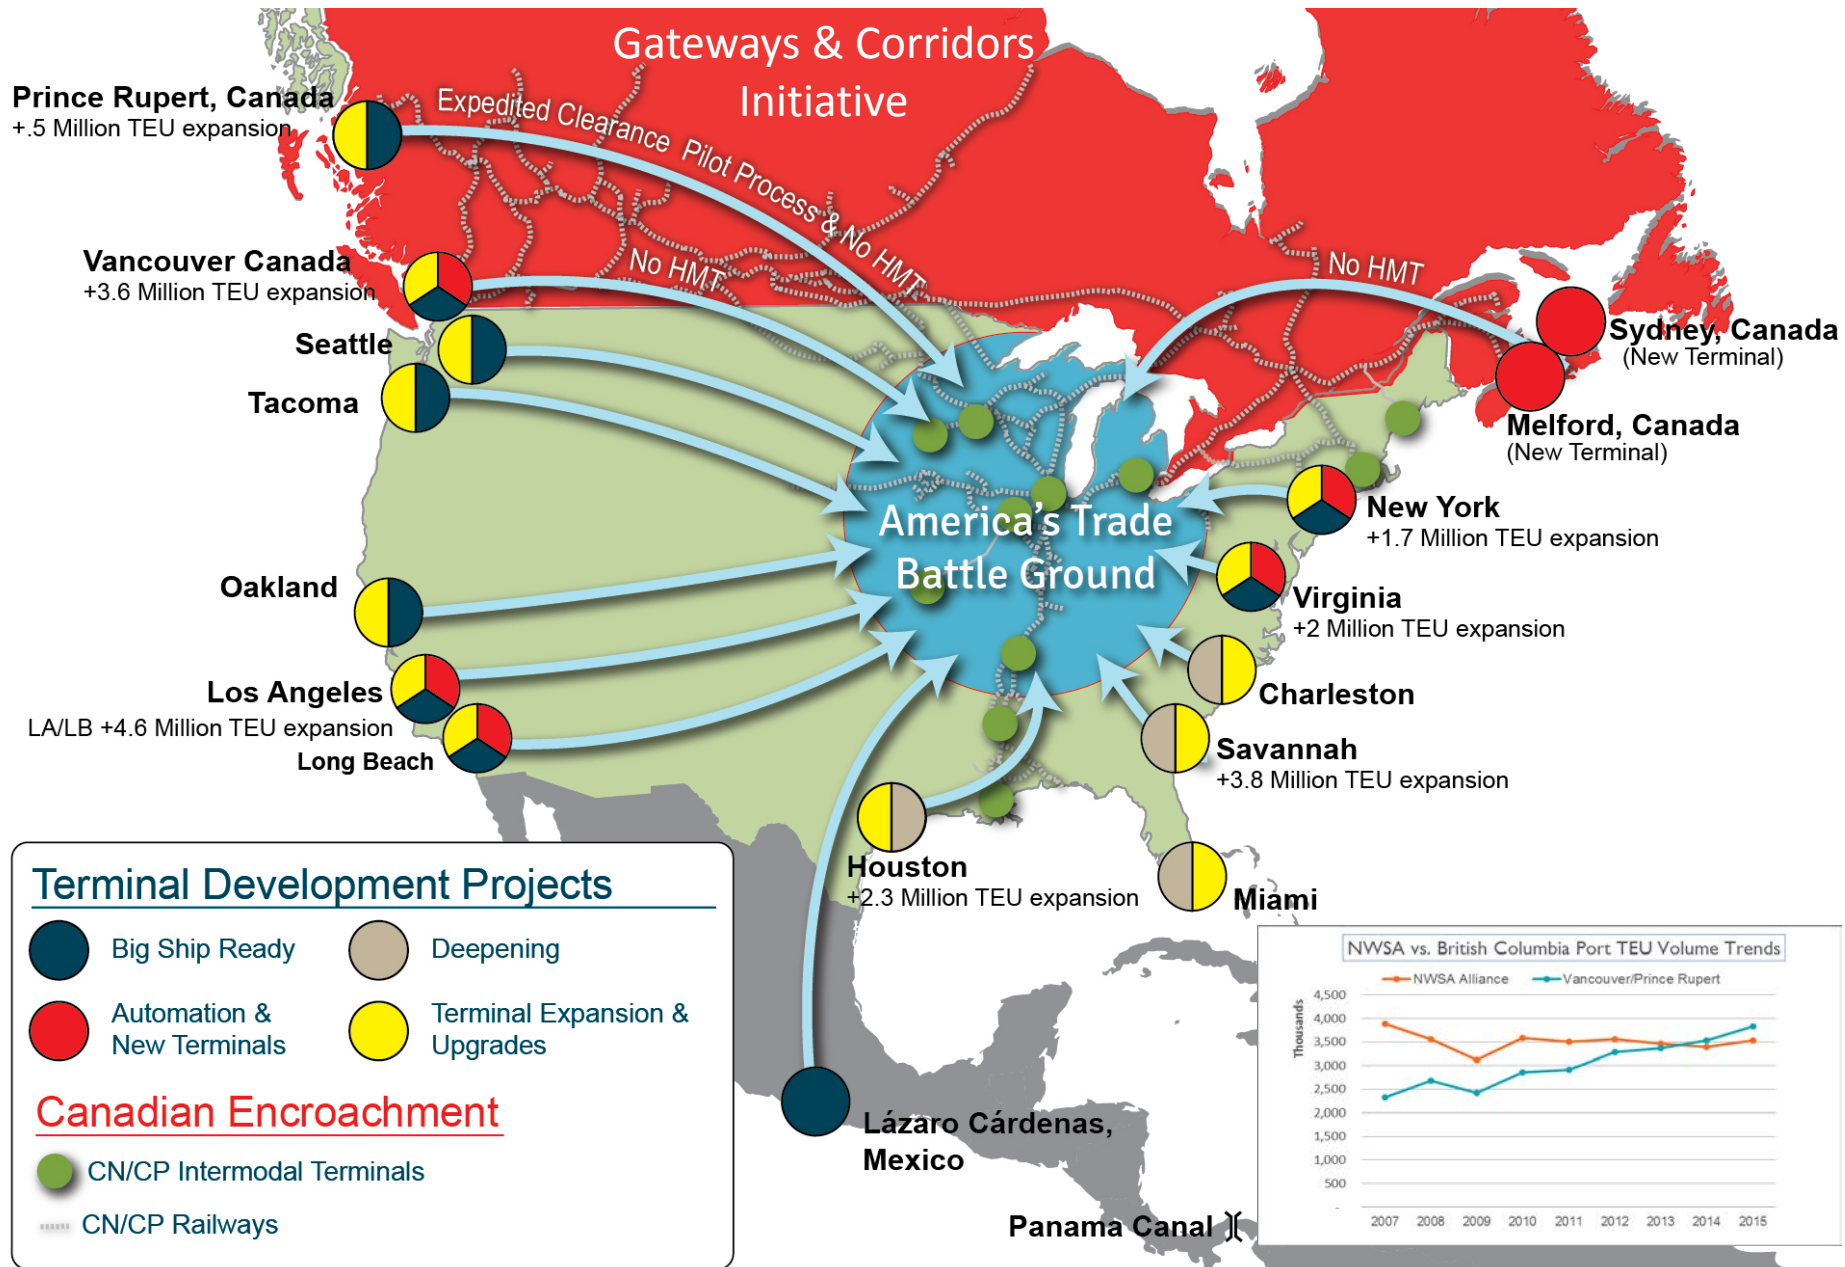 Gateways & Corridors
Initiative
Prince Rupert, Canada
+.5 Million TEU expansion
Expedited Clearance Pilot Process & No HMT
Vancouver Canada
+3.6 Million TEU expansion
No HMT
No HMT
Seattle
Tacoma
Sydney, Canada
(New Terminal)
Melford, Canada
(New Terminal)
America's Trade
Battle Ground
New York
+1.7 Million TEU expansion
Virginia
+2 Million TEU expansion
Oakland
Los Angeles
LA/LB +4.6 Million TEU expansion
Long Beach
Charleston
Savannah
+3.8 Million TEU expansion
Houston
+2.3 Million TEU expansion
Miami
Lázaro Cárdenas,
Mexico
Panama Canal
Terminal Development Projects
Big Ship Ready
Deepening
Automation &
New Terminals
Terminal Expansion &
Upgrades
Canadian Encroachment
CN/CP Intermodal Terminals
CN/CP Railways
NWSA vs. British Columbia Port TEU Volume Trends
NWSA Alliance Vancouver/Prince Rupert
Thousands
4,500
4,000
3,500
3,000
2,500
2,000
1,500
1,000
500
-
2007 2008 2009 2010 2011 2012 2013 2014 2015